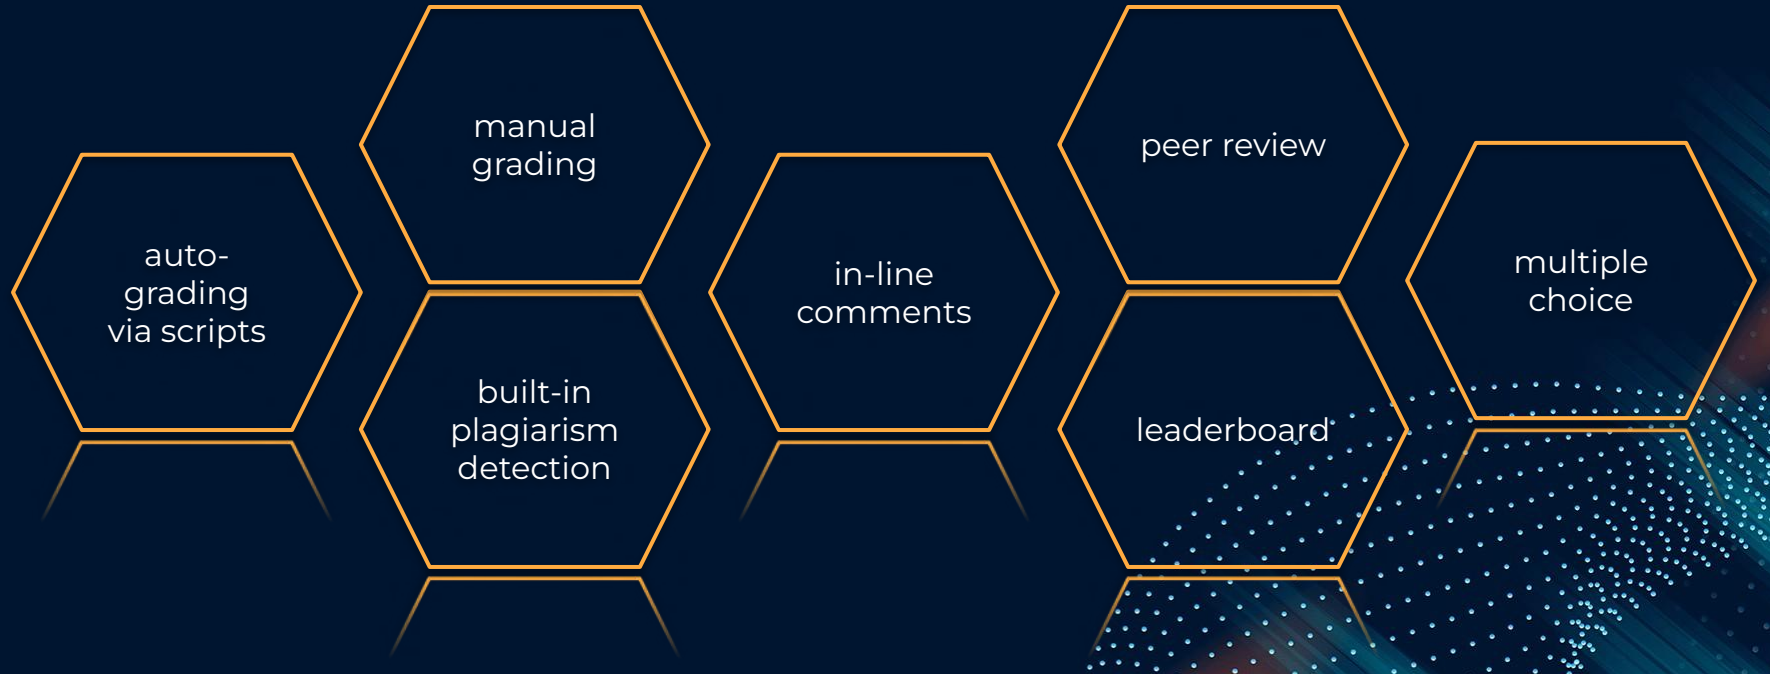 auto-
grading
via scripts
manual
grading
built-in
plagiarism
detection
in-line
comments
peer review
leaderboard
multiple
choice